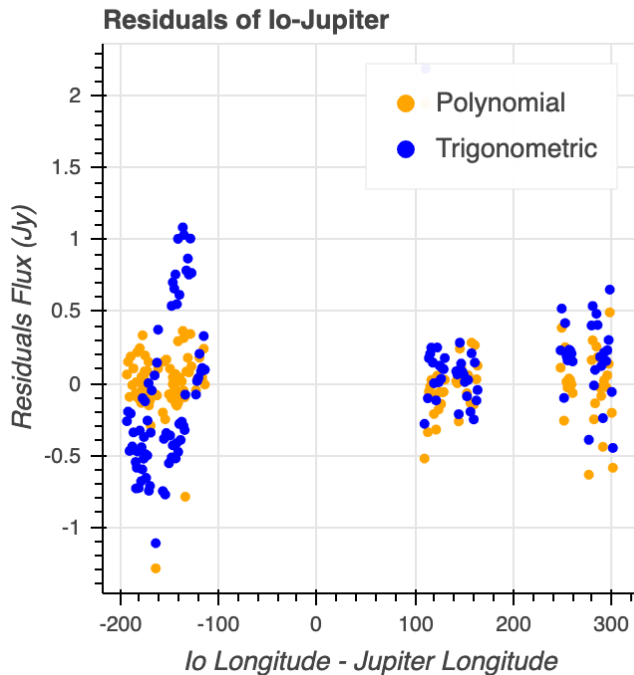 Residuals of Io-Jupiter
Polynomial
Trigonometric
2
1.5
1
0.5
0
-0.5
-1
Residuals Flux (Jy)
-200
-100
0
100
200
300
Io Longitude - Jupiter Longitude